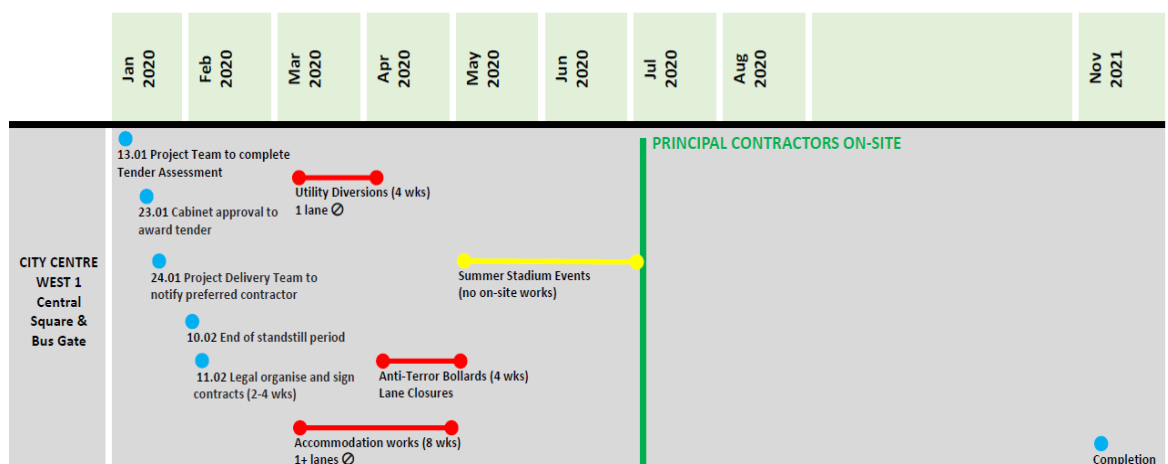 Jan
2020
Feb
2020
Mar
2020
Apr
2020
May
2020
Jun
2020
Jul
2020
Aug
2020
Nov
2021
CITY CENTRE
WEST 1
Central
Square &
Bus Gate
PRINCIPAL CONTRACTORS ON-SITE
13.01 Project Team to complete
Tender Assessment
Utility Diversions (4 wks)
1 lane
23.01 Cabinet approval to
award tender
24.01 Project Delivery Team to
notify preferred contractor
Summer Stadium Events
(no on-site works)
10.02 End of standstill period
11.02 Legal organise and sign
contracts (2-4 wks)
Anti-Terror Bollards (4 wks)
Lane Closures
Accommodation works (8 wks)
1+ lanes
Completion